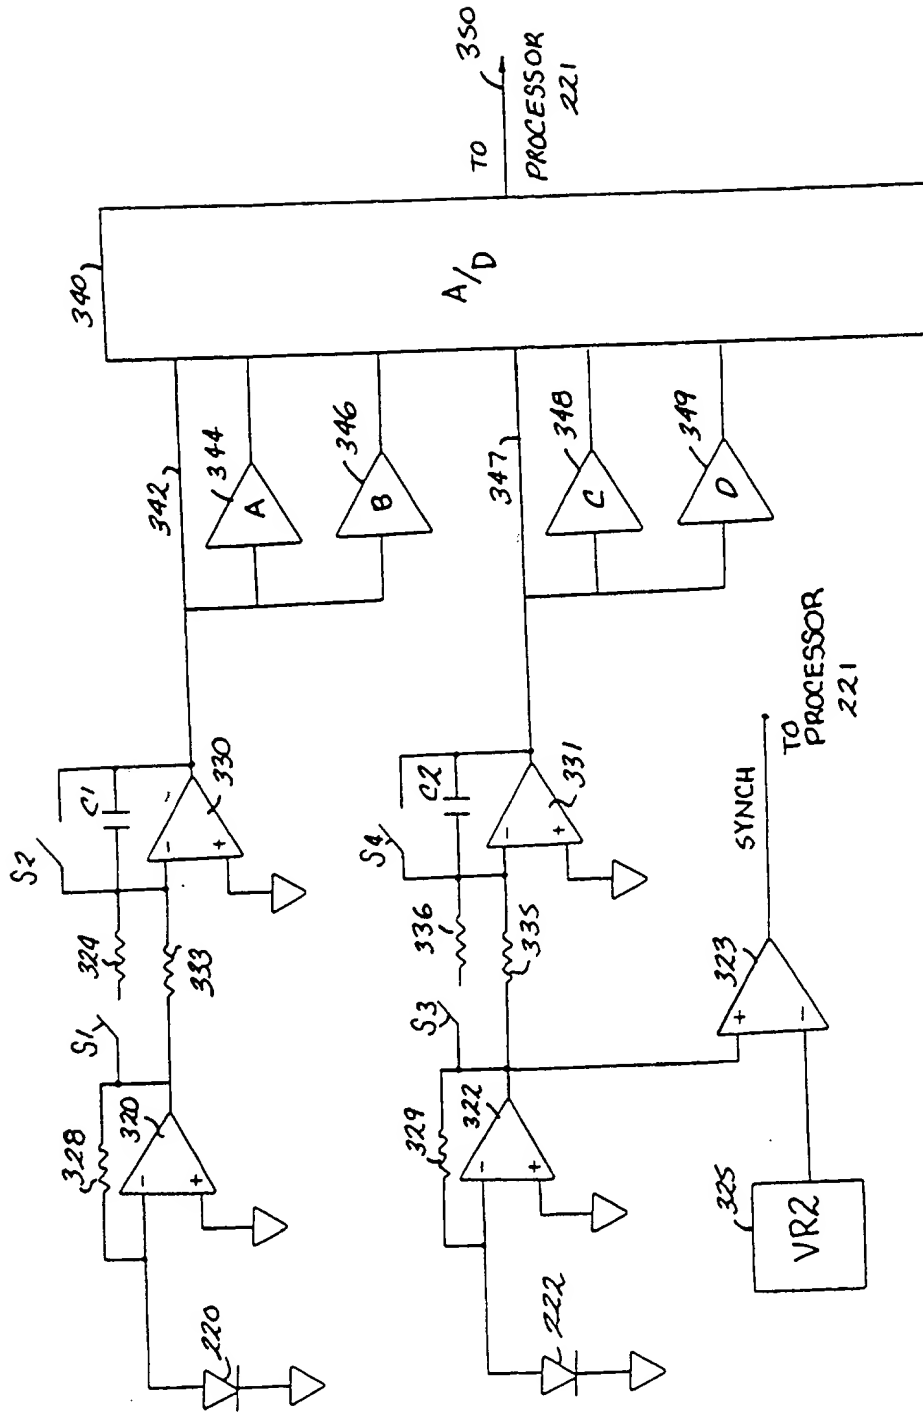 340
A/D
TO
350
PROCESSOR
221
342
344
A
346
B
347
348
C
349
D
S2
C1
324
-
+
330
333
S1
328
320
-
+
220
S4
C2
336
-
+
331
335
S3
329
322
-
+
222
SYNCH
TO
PROCESSOR
221
323
+
-
325
VR2